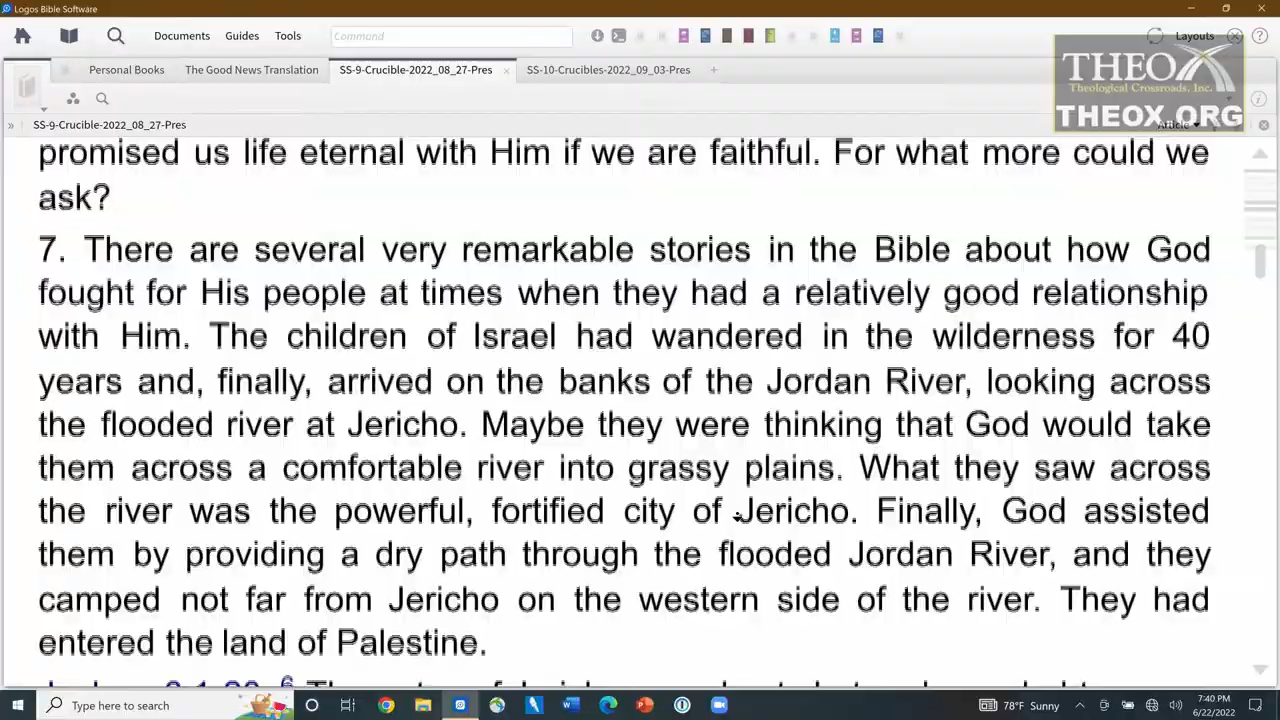 Logos Bible Software
Documents Guides Tools Command Layouts
Personal Books The Good News Translation SS-9-Crucible-2022_08_27-Pres SS-10-Crucibles-2022_09_03-Pres
THEOX
Theological Crossroads, Inc.
THEOX.ORG
SS-9-Crucible-2022_08_27-Pres Article
promised us life eternal with Him if we are faithful. For what more could we
ask?
7. There are several very remarkable stories in the Bible about how God
fought for His people at times when they had a relatively good relationship
with Him. The children of Israel had wandered in the wilderness for 40
years and, finally, arrived on the banks of the Jordan River, looking across
the flooded river at Jericho. Maybe they were thinking that God would take
them across a comfortable river into grassy plains. What they saw across
the river was the powerful, fortified city of Jericho. Finally, God assisted
them by providing a dry path through the flooded Jordan River, and they
camped not far from Jericho on the western side of the river. They had
entered the land of Palestine.
Type here to search
78°F Sunny
7:40 PM
6/22/2022